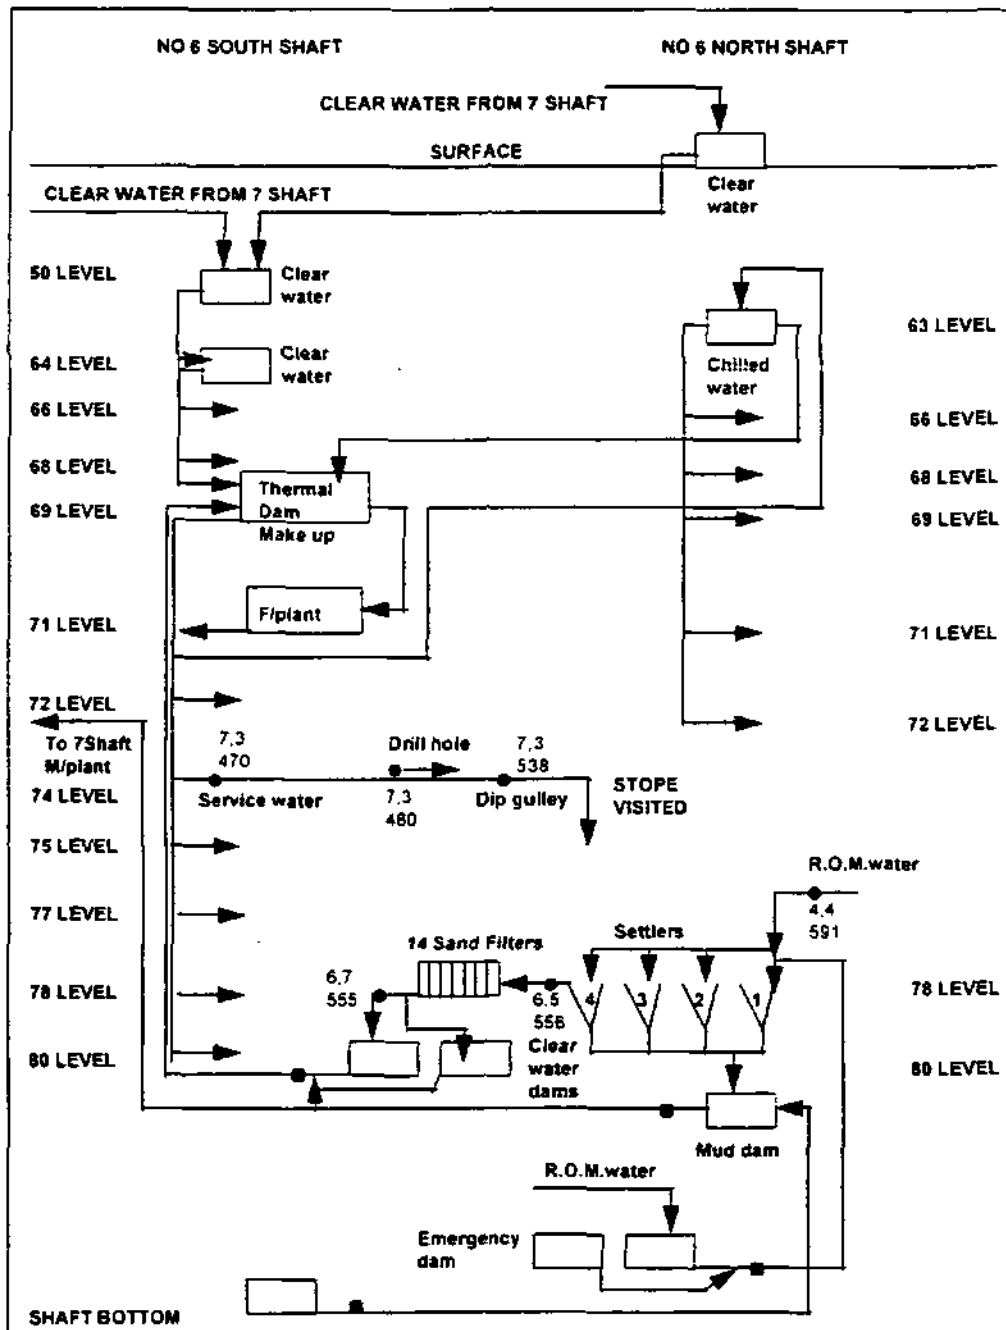 NO 6 SOUTH SHAFT
NO 6 NORTH SHAFT
CLEAR WATER FROM 7 SHAFT
SURFACE
Clear
water
CLEAR WATER FROM 7 SHAFT
50 LEVEL
Clear
water
63 LEVEL
64 LEVEL
Clear
water
Chilled
water
66 LEVEL
66 LEVEL
68 LEVEL
68 LEVEL
69 LEVEL
Thermal
Dam
Make up
69 LEVEL
71 LEVEL
F/plant
71 LEVEL
72 LEVEL
72 LEVEL
To 7Shaft
M/plant
7,3
470
Service water
Drill hole
7,3
480
7,3
538
Dip gulley
STOPE
VISITED
74 LEVEL
75 LEVEL
R.O.M.water
4,4
591
77 LEVEL
Settlers
14 Sand Filters
78 LEVEL
6,7
555
6,5
556
4
3
2
1
78 LEVEL
80 LEVEL
Clear
water
dams
80 LEVEL
Mud dam
R.O.M.water
Emergency
dam
SHAFT BOTTOM